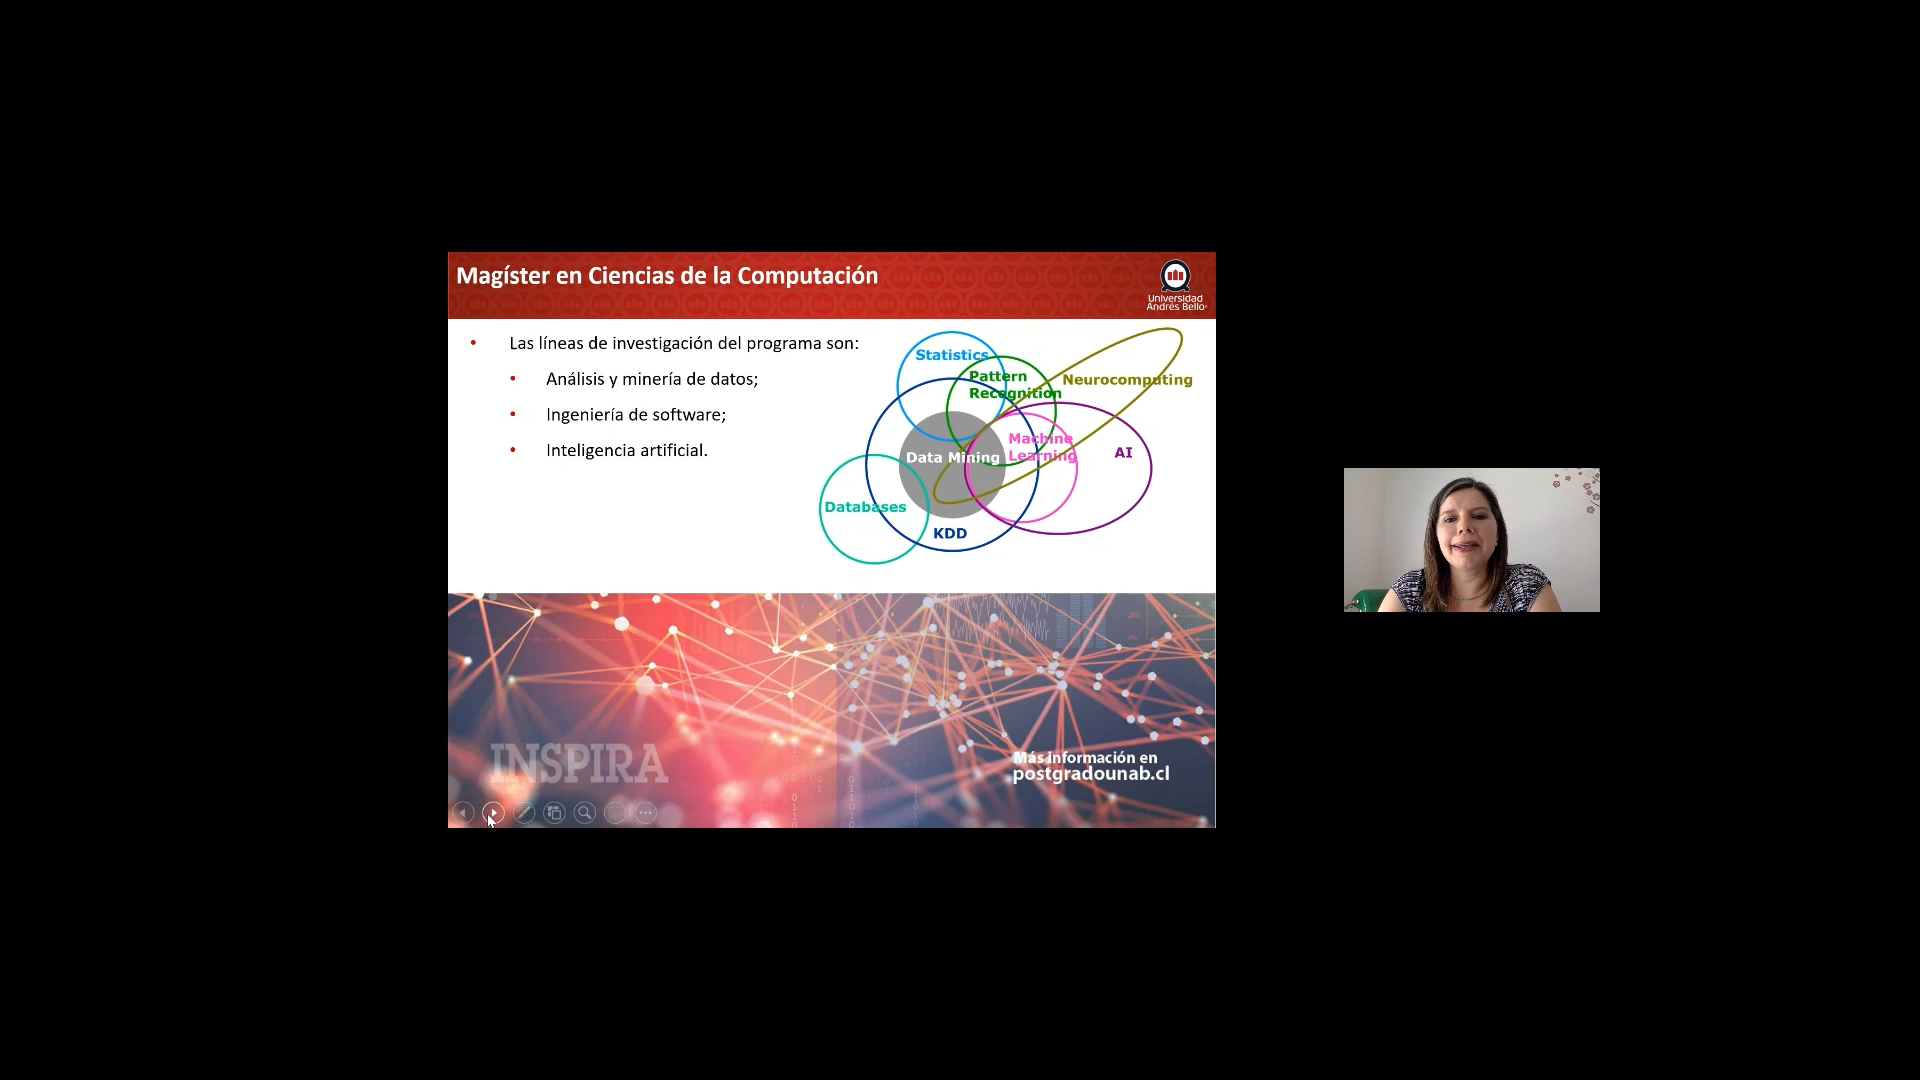 Magíster en Ciencias de la Computación
Universidad
Andrés Bello
• Las líneas de investigación del programa son:
• Análisis y minería de datos;
• Ingeniería de software;
• Inteligencia artificial.
Statistics
Pattern
Recognition
Neurocomputing
Machine
Learning
AI
Data Mining
Databases
KDD
INSPIRA
Más información en
postgradounab.cl